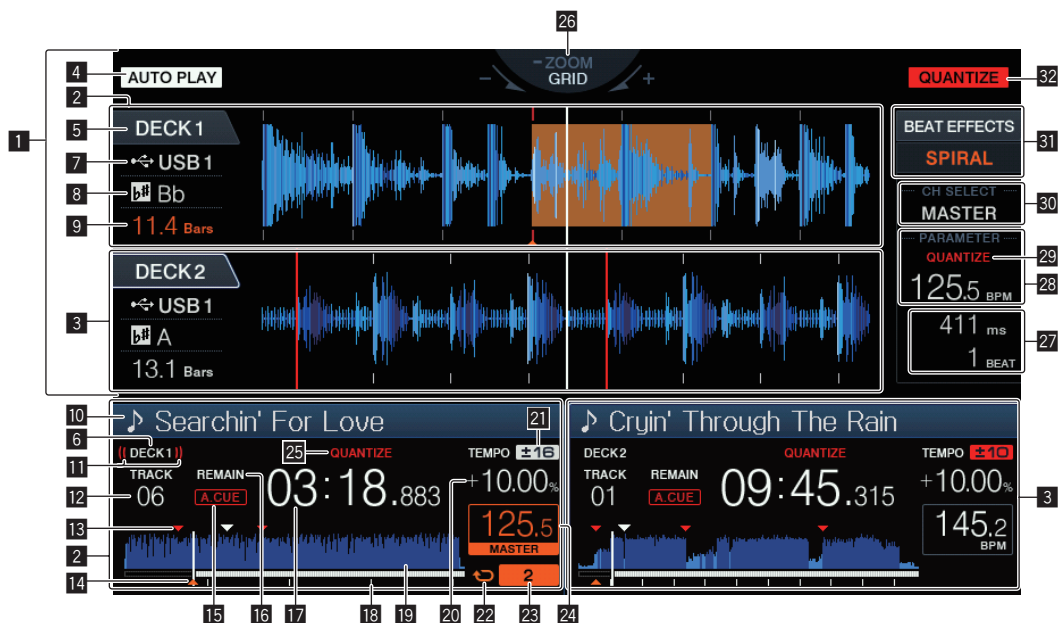 26
4 AUTO PLAY
- ZOOM
− GRID +
QUANTIZE 32
1
2
5 DECK1
7 USB1
8 b# Bb
9 11.4 Bars
BEAT EFFECTS 31
SPIRAL
CH SELECT 30
MASTER
PARAMETER
QUANTIZE 29
125.5 BPM 28
3
DECK2
USB1
b# A
13.1 Bars
411 ms 27
1 BEAT
10 ♪ Searchin' For Love
♪ Cryin' Through The Rain
6
11 ((DECK1))
25 QUANTIZE
21
TEMPO ±16
12 TRACK
06
REMAIN
A.CUE
03:18.883
20 +10.00%
125.5
MASTER
2
DECK2
QUANTIZE
TEMPO ±10
TRACK
01
REMAIN
A.CUE
09:45.315
+10.00%
145.2
BPM
3
13
2
14
15 16 17 18 19 20 22 23 24